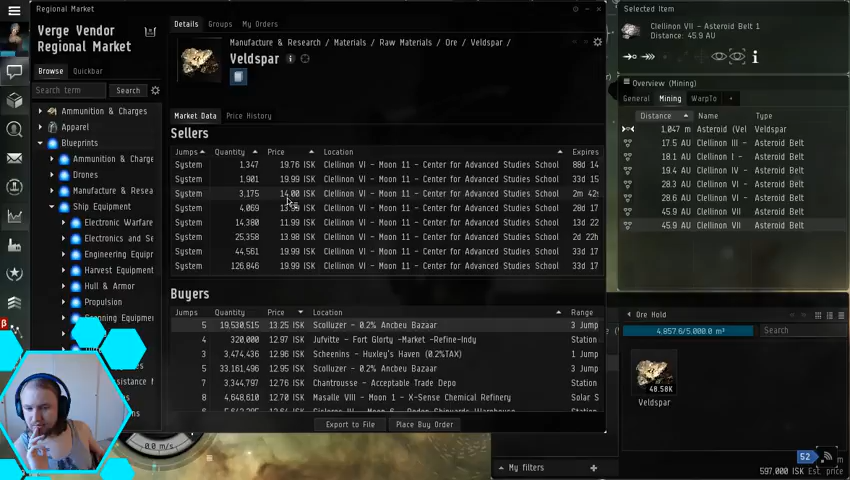 Regional Market
Verge Vendor
Regional Market
Browse
Quickbar
Search term
Search
Ammunition & Charges
Apparel
Blueprints
Ammunition & Charge
Drones
Manufacture & Resea
Ship Equipment
Electronic Warfare
Electronics and Se
Engineering Equipr
Harvest Equipment
Hull & Armor
Propulsion
Scanning Equipment
Details
Groups
My Orders
Manufacture & Research / Materials / Raw Materials / Ore / Veldspar /
Veldspar
Market Data
Price History
Sellers
Jumps Quantity Price Location Expires
System 1,347 19.76 ISK Clellinon VI - Moon 11 - Center for Advanced Studies School 88d 14
System 1,901 19.99 ISK Clellinon VI - Moon 11 - Center for Advanced Studies School 33d 15
System 3,175 14.00 ISK Clellinon VI - Moon 11 - Center for Advanced Studies School 2m 42s
System 4,069 ISK Clellinon VI - Moon 11 - Center for Advanced Studies School 28d 17
System 14,380 11.99 ISK Clellinon VI - Moon 11 - Center for Advanced Studies School 13d 22
System 25,358 13.98 ISK Clellinon VI - Moon 11 - Center for Advanced Studies School 2d 22h
System 44,561 19.99 ISK Clellinon VI - Moon 11 - Center for Advanced Studies School 33d 17
System 126,846 19.99 ISK Clellinon VI - Moon 11 - Center for Advanced Studies School 33d 17
Buyers
Jumps Quantity Price Location Range
5 19,530,515 13.25 ISK Scolluzer - 0.2% Ancbeu Bazaar 3 Jump
4 320,000 12.97 ISK Jufvitte - Fort Glorty -Market -Refine-Indy Station
3 3,474,436 12.96 ISK Scheenins - Huxley's Haven (0.2%TAX) 1 Jump
5 33,161,496 12.95 ISK Scolluzer - 0.2% Ancbeu Bazaar 3 Jump
7 3,344,797 12.76 ISK Chantrousse - Acceptable Trade Depo Station
8 4,648,610 12.70 ISK Masalle VIII - Moon 1 - X-Sense Chemical Refinery Solar S
Export to File
Place Buy Order
0.0 m/s
Selected Item
Clellinon VII - Asteroid Belt 1
Distance: 45.9 AU
Overview (Mining)
General
Mining
WarpTo
+
Distance Name Type
1,047 m Asteroid (Vel Veldspar
17.5 AU Clellinon III - Asteroid Belt
18.1 AU Clellinon I - Asteroid Belt
19.4 AU Clellinon IV - Asteroid Belt
28.3 AU Clellinon VI - Asteroid Belt
28.6 AU Clellinon VI - Asteroid Belt
45.9 AU Clellinon VII Asteroid Belt
45.9 AU Clellinon VII Asteroid Belt
Ore Hold
4,857.6/5,000.0 m³
Search
48.58K
Veldspar
My filters
52
597,000 ISK Est. price